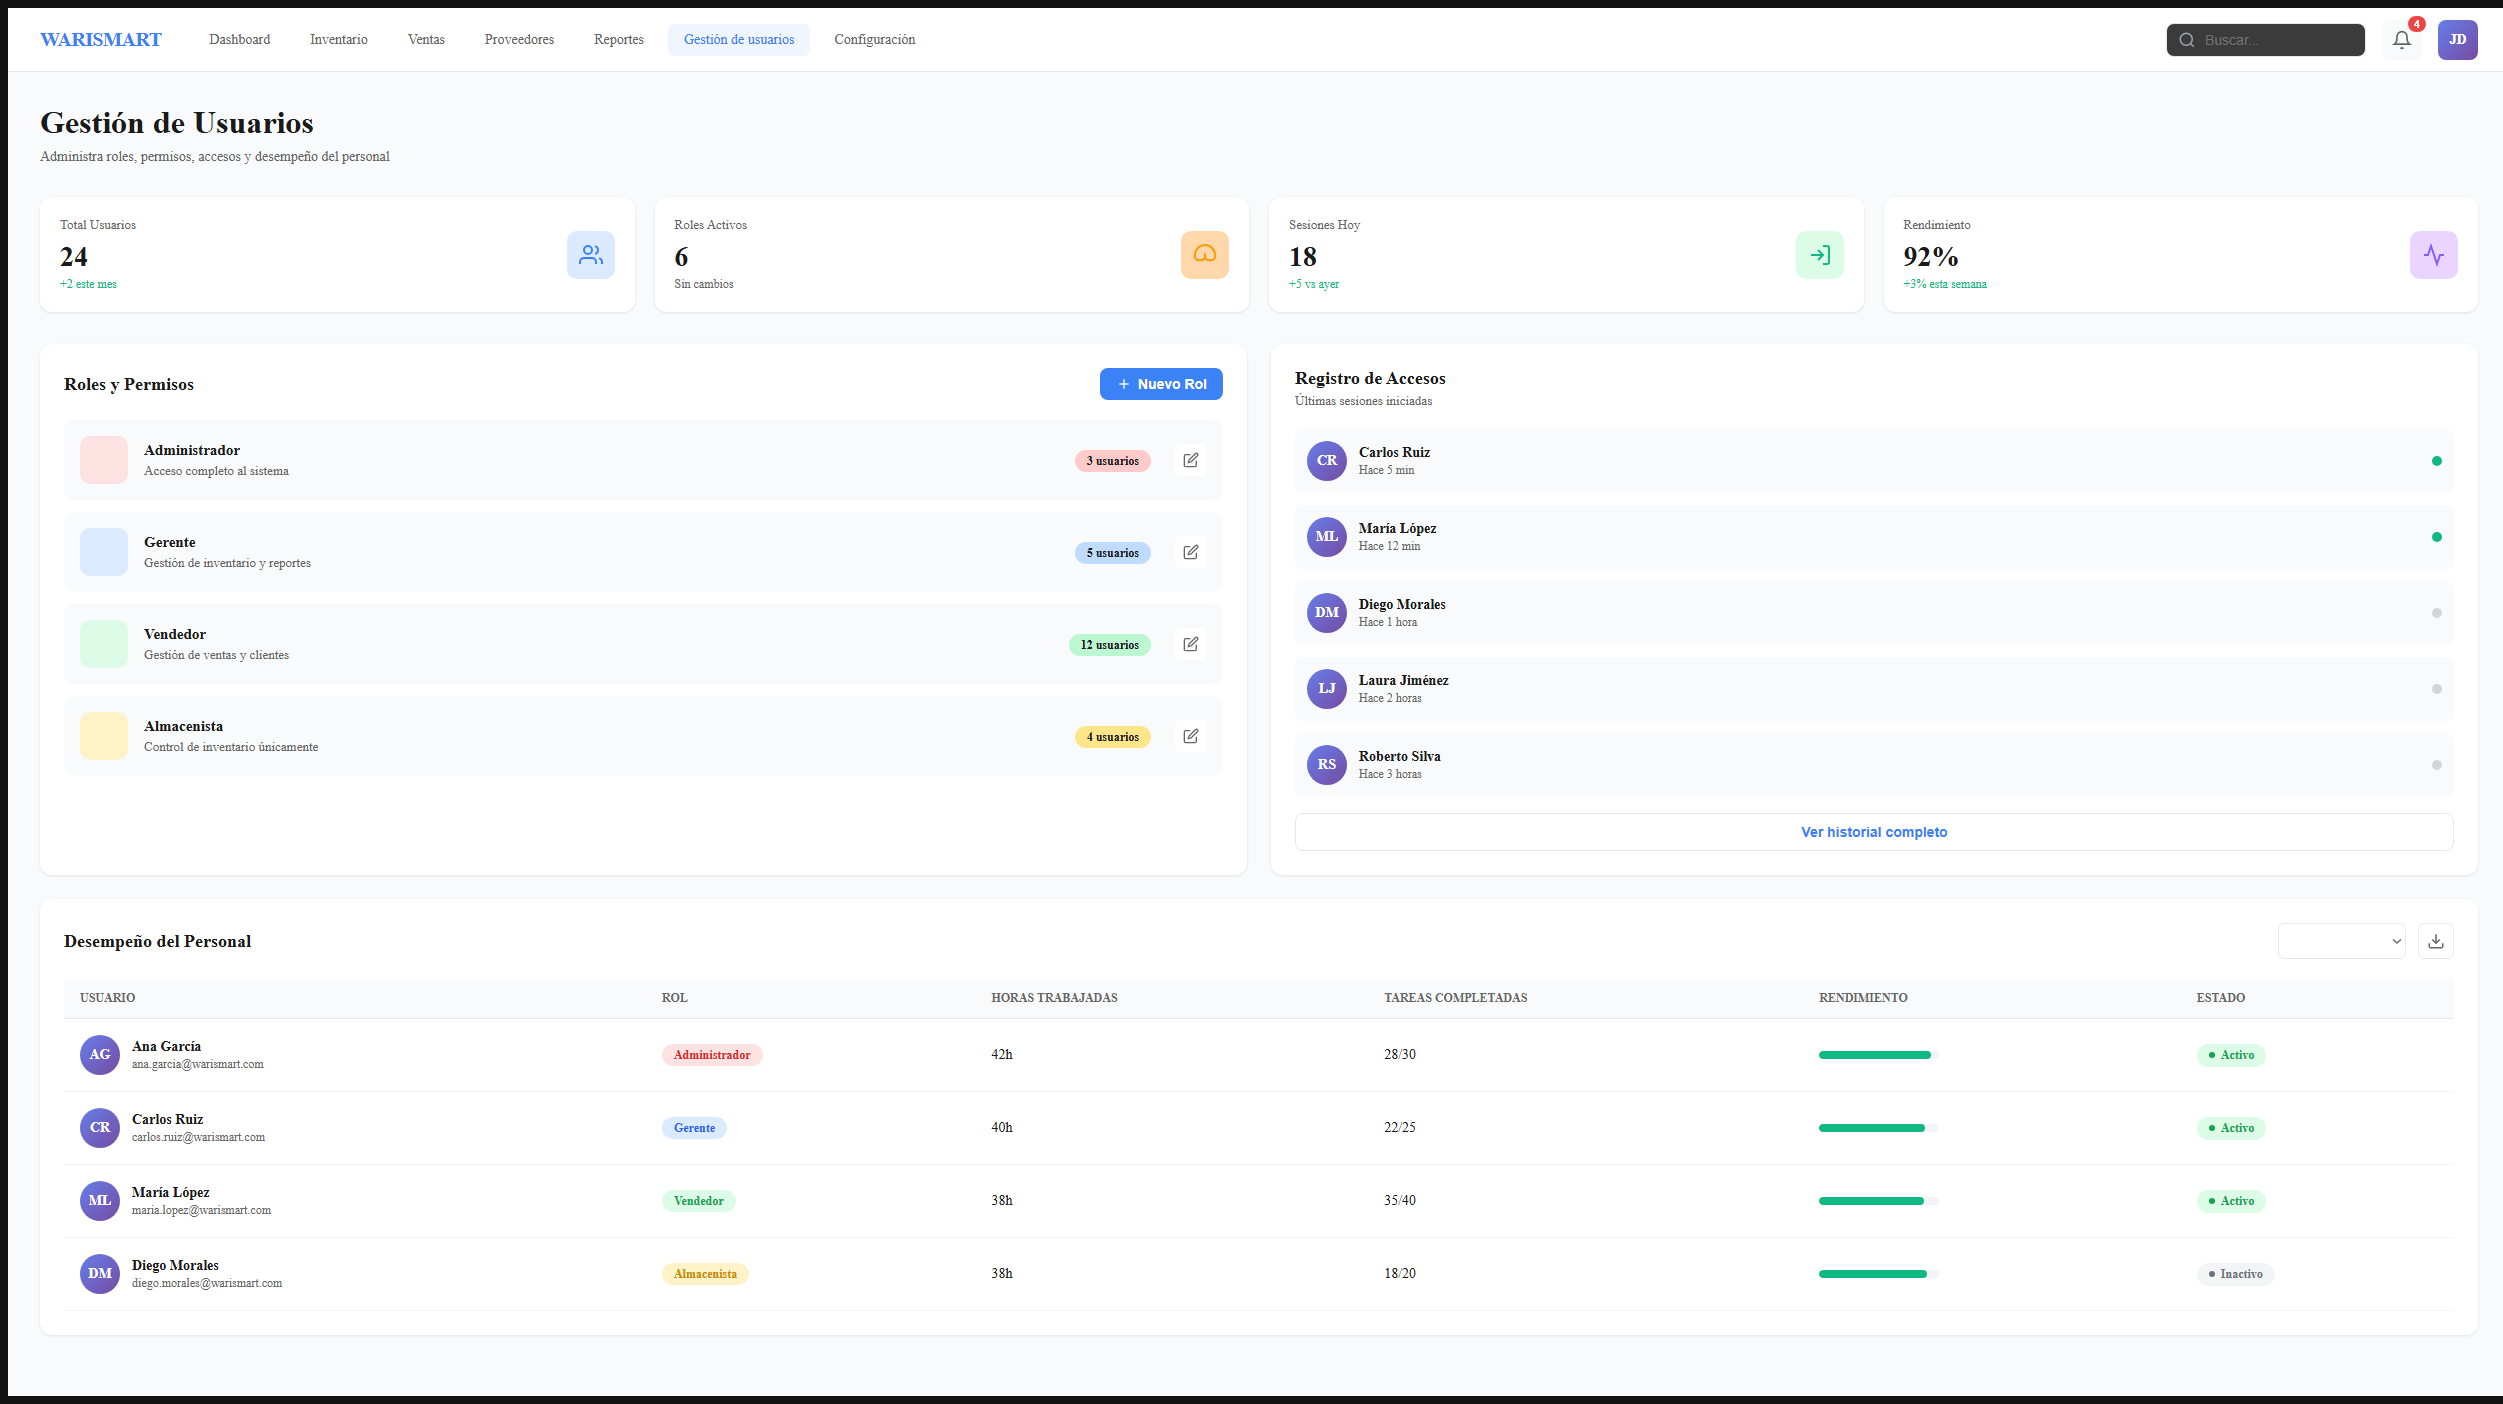 WARISMART
Dashboard
Inventario
Ventas
Proveedores
Reportes
Gestión de usuarios
Configuración
Buscar...
4
JD
Gestión de Usuarios
Administra roles, permisos, accesos y desempeño del personal
Total Usuarios
24
+2 este mes
Roles Activos
6
Sin cambios
Sesiones Hoy
18
+5 vs ayer
Rendimiento
92%
+3% esta semana
Roles y Permisos
+ Nuevo Rol
Administrador
Acceso completo al sistema
3 usuarios
Gerente
Gestión de inventario y reportes
5 usuarios
Vendedor
Gestión de ventas y clientes
12 usuarios
Almacenista
Control de inventario únicamente
4 usuarios
Registro de Accesos
Últimas sesiones iniciadas
CR
Carlos Ruiz
Hace 5 min
ML
María López
Hace 12 min
DM
Diego Morales
Hace 1 hora
LJ
Laura Jiménez
Hace 2 horas
RS
Roberto Silva
Hace 3 horas
Ver historial completo
Desempeño del Personal
USUARIO ROL HORAS TRABAJADAS TAREAS COMPLETADAS RENDIMIENTO ESTADO
AG
Ana García
ana.garcia@warismart.com
Administrador
42h
28/30
Activo
CR
Carlos Ruiz
carlos.ruiz@warismart.com
Gerente
40h
22/25
Activo
ML
María López
maria.lopez@warismart.com
Vendedor
38h
35/40
Activo
DM
Diego Morales
diego.morales@warismart.com
Almacenista
38h
18/20
Inactivo